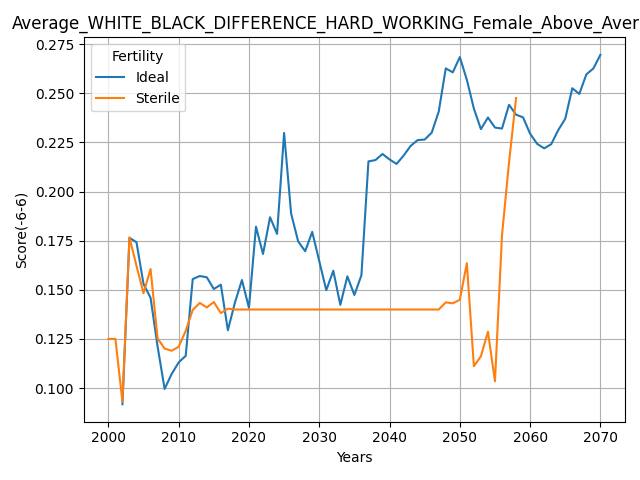 Average_WHITE_BLACK_DIFFERENCE_HARD_WORKING_Female_Above_Aver
Fertility
Ideal
Sterile
0.275
0.250
0.225
0.200
0.175
0.150
0.125
0.100
Score(-6-6)
2000 2010 2020 2030 2040 2050 2060 2070
Years